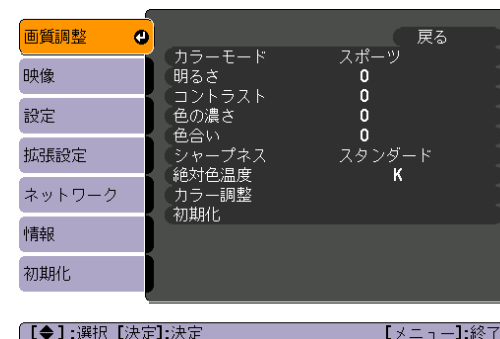 画質調整
映像
設定
拡張設定
ネットワーク
情報
初期化
戻る
カラーモード スポーツ
明るさ 0
コントラスト 0
色の濃さ 0
色合い 0
シャープネス スタンダード
絶対色温度 K
カラー調整
初期化
【◆】:選択 【決定】:決定 【メニュー】:終了